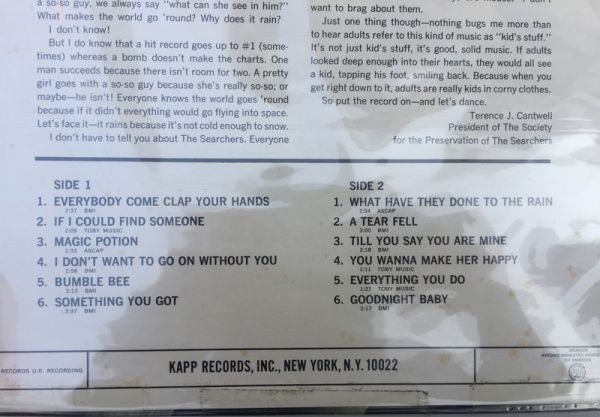 a so-so guy, we always say "what can she see in him?"
What makes the world go 'round? Why does it rain?
I don't know!
But I do know that a hit record goes up to #1 (some-
times) whereas a bomb doesn't make the charts. One
man succeeds because there isn't room for two. A pretty
girl goes with a so-so guy because she's really so-so; or
maybe—he isn't! Everyone knows the world goes 'round
because if it didn't everything would go flying into space.
Let's face it—it rains because it's not cold enough to snow.
I don't have to tell you about The Searchers. Everyone
want to brag about them.
Just one thing though—nothing bugs me more than
to hear adults refer to this kind of music as "kid's stuff."
It's not just kid's stuff, it's good, solid music. If adults
looked deep enough into their hearts, they would all see
a kid, tapping his foot, smiling back. Because when you
get right down to it, adults are really kids in corny clothes.
So put the record on—and let's dance.
Terence J. Cantwell
President of The Society
for the Preservation of The Searchers
SIDE 1
1. EVERYBODY COME CLAP YOUR HANDS
2:37 BMI
2. IF I COULD FIND SOMEONE
2:09 TOBY MUSIC
3. MAGIC POTION
2:33 ASCAP
4. I DON'T WANT TO GO ON WITHOUT YOU
2:58 BMI
5. BUMBLE BEE
2:13 BMI
6. SOMETHING YOU GOT
2:37 BMI
SIDE 2
1. WHAT HAVE THEY DONE TO THE RAIN
2:34 ASCAP
2. A TEAR FELL
3:00 BMI
3. TILL YOU SAY YOU ARE MINE
2:18 BMI
4. YOU WANNA MAKE HER HAPPY
2:11 TOBY MUSIC
5. EVERYTHING YOU DO
1:37 TOBY MUSIC
6. GOODNIGHT BABY
2:17 BMI
RECORDS U.K. RECORDING
KAPP RECORDS, INC., NEW YORK, N.Y. 10022
MEMBER
RECORD INDUSTRY
OF AMERICA